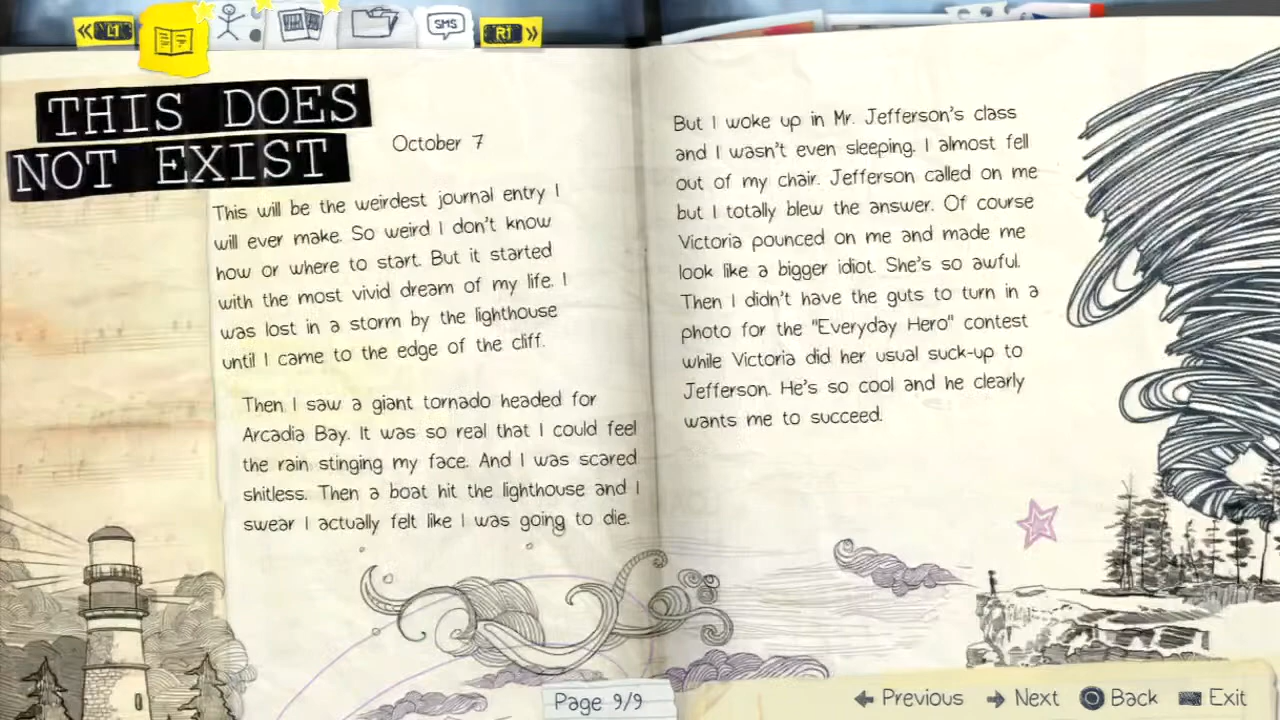 L1
SMS
R1
THIS DOES
NOT EXIST
October 7
This will be the weirdest journal entry I
will ever make. So weird I don't know
how or where to start. But it started
with the most vivid dream of my life. I
was lost in a storm by the lighthouse
until I came to the edge of the cliff.
Then I saw a giant tornado headed for
Arcadia Bay. It was so real that I could feel
the rain stinging my face. And I was scared
shitless. Then a boat hit the lighthouse and I
swear I actually felt like I was going to die.
But I woke up in Mr. Jefferson's class
and I wasn't even sleeping. I almost fell
out of my chair. Jefferson called on me
but I totally blew the answer. Of course
Victoria pounced on me and made me
look like a bigger idiot. She's so awful.
Then I didn't have the guts to turn in a
photo for the "Everyday Hero" contest
while Victoria did her usual suck-up to
Jefferson. He's so cool and he clearly
wants me to succeed.
Page 9/9
Previous
Next
Back
Exit